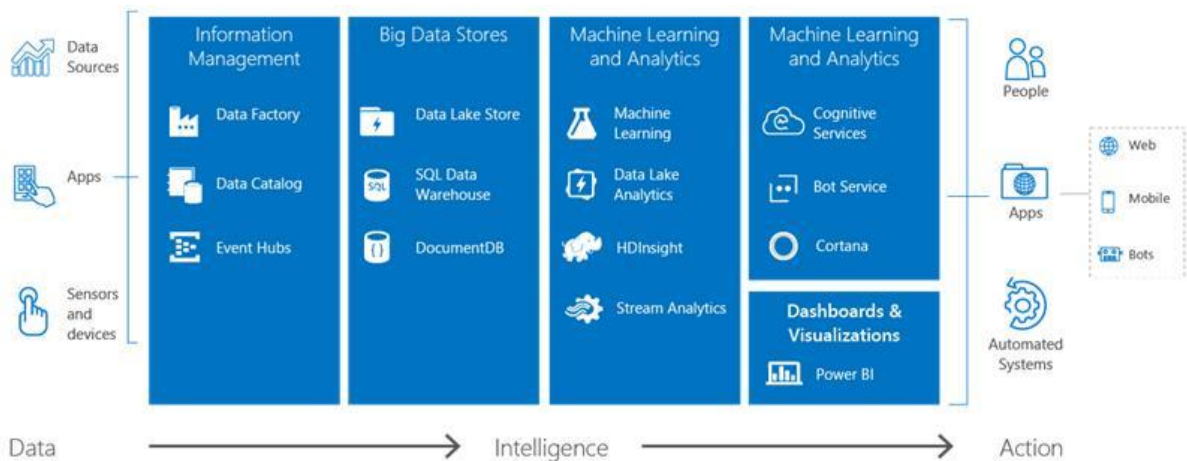 Data
Sources
Apps
Sensors
and
devices
Information
Management
Data Factory
Data Catalog
Event Hubs
Big Data Stores
Data Lake Store
SQL
SQL Data
Warehouse
DocumentDB
Machine Learning
and Analytics
Machine
Learning
Data Lake
Analytics
HDInsight
Stream Analytics
Machine Learning
and Analytics
Cognitive
Services
Bot Service
Cortana
Dashboards &
Visualizations
Power BI
People
Apps
Automated
Systems
Web
Mobile
Bots
Data
Intelligence
Action